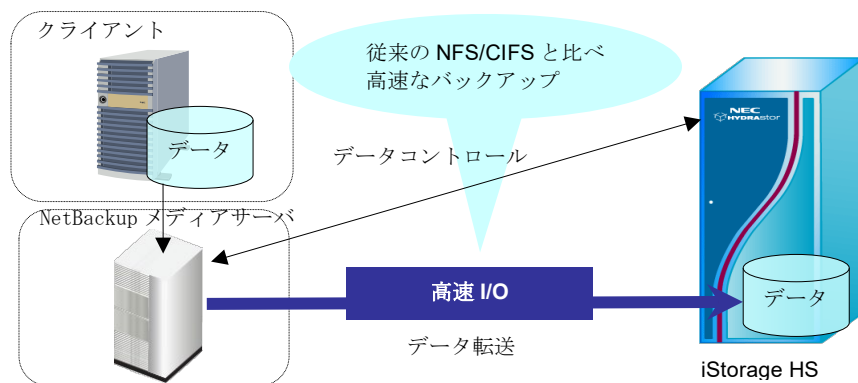 クライアント
従来の NFS/CIFS と比べ
高速なバックアップ
NEC
HYDRAstor
データ
データコントロール
NetBackup メディアサーバ
高速 I/O
データ
データ転送
iStorage HS